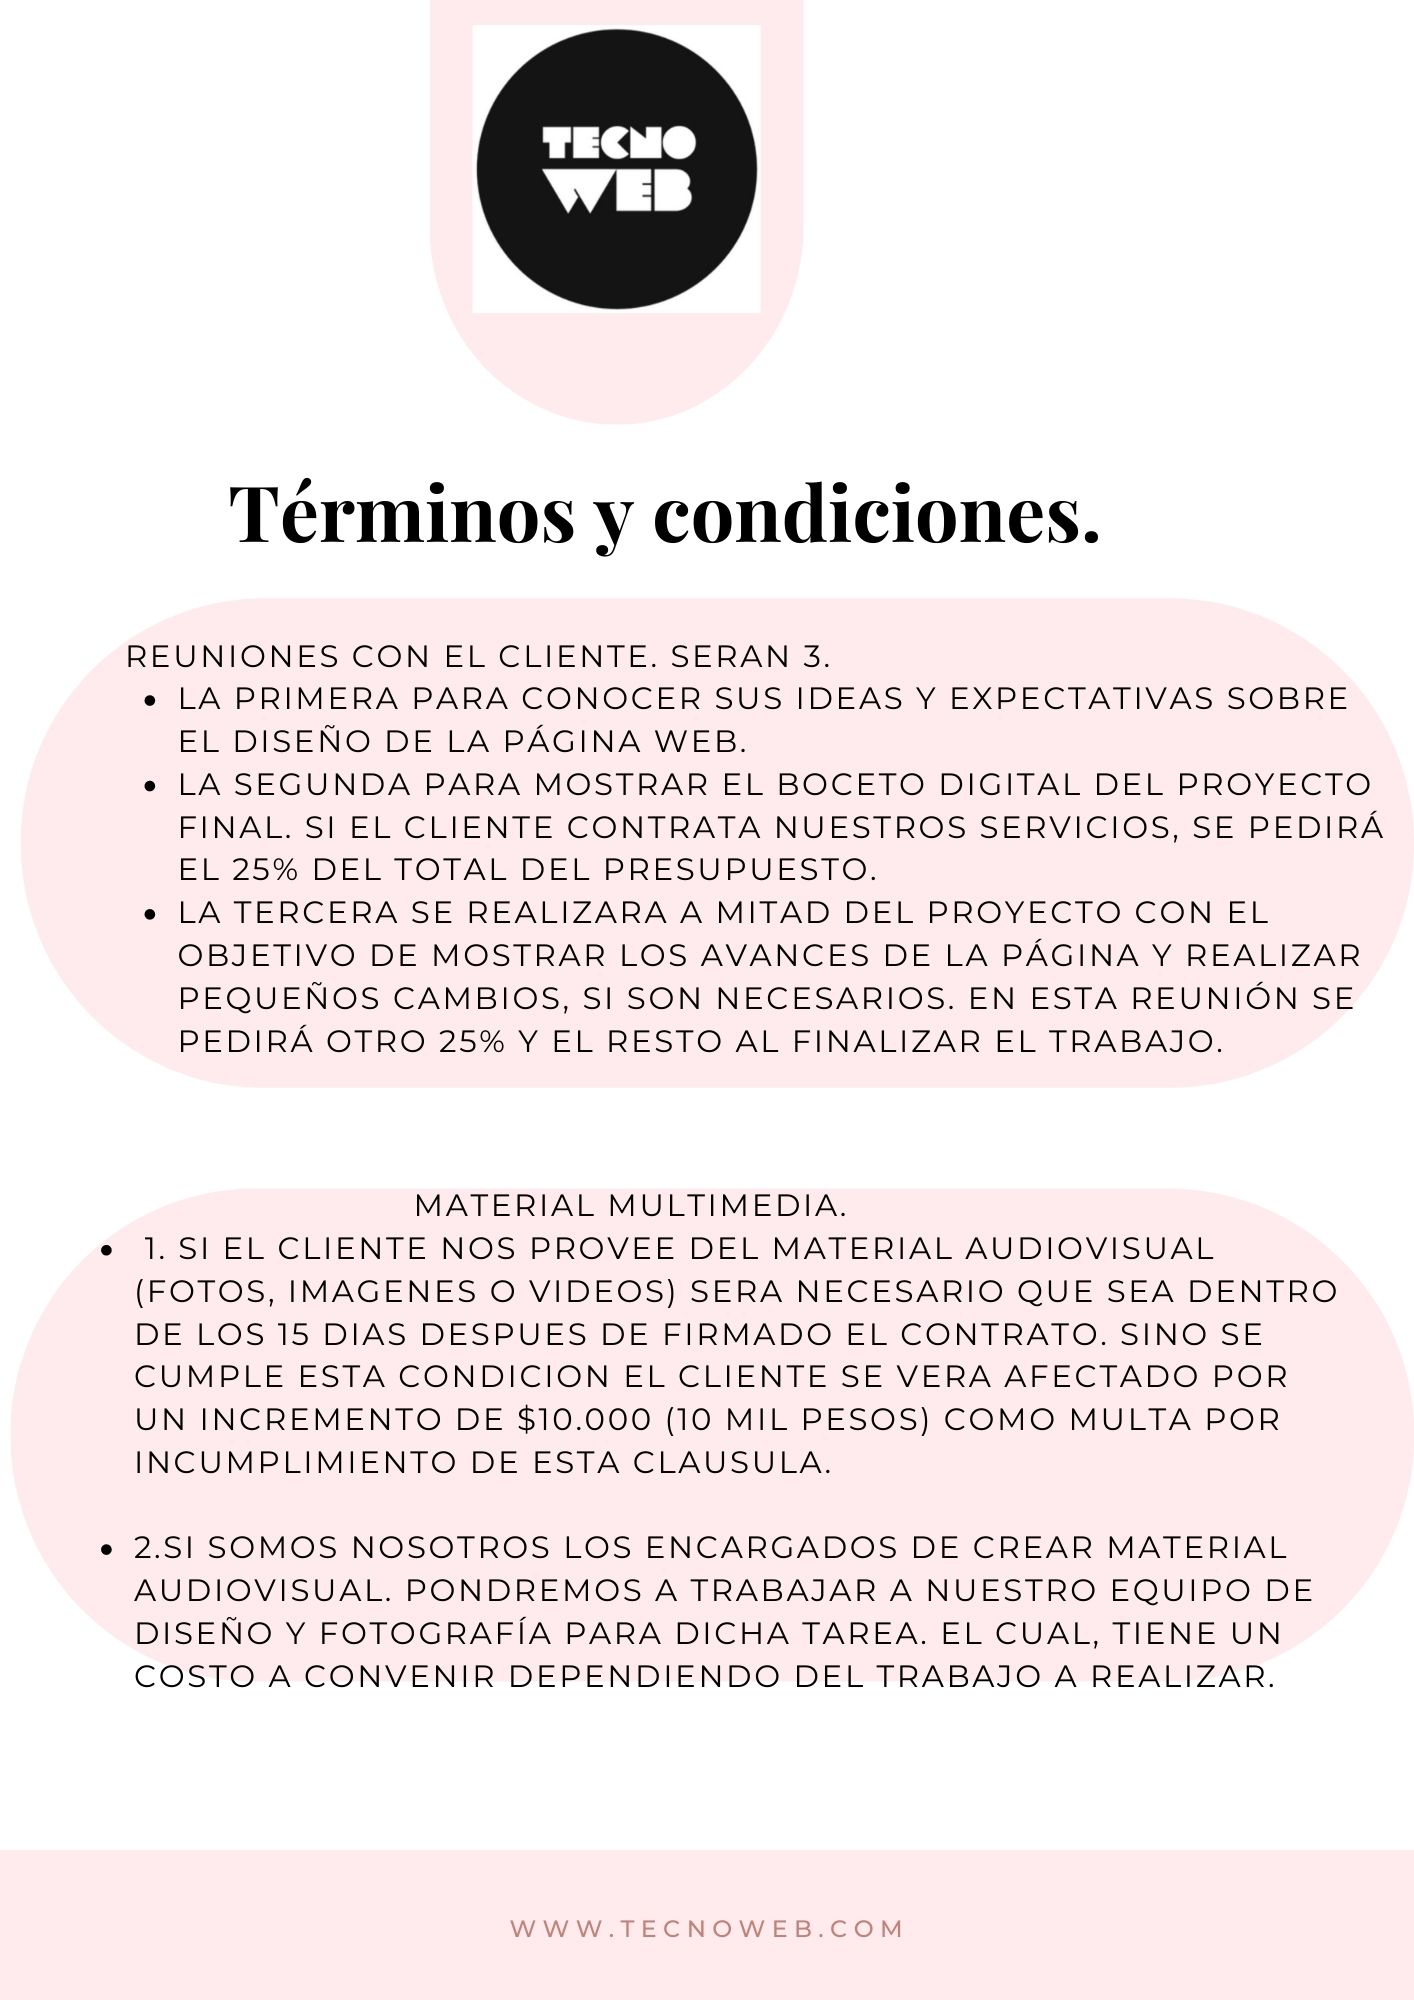 TECNO
WEB
Términos y condiciones.
REUNIONES CON EL CLIENTE. SERAN 3.
• LA PRIMERA PARA CONOCER SUS IDEAS Y EXPECTATIVAS SOBRE
EL DISEÑO DE LA PÁGINA WEB.
• LA SEGUNDA PARA MOSTRAR EL BOCETO DIGITAL DEL PROYECTO
FINAL. SI EL CLIENTE CONTRATA NUESTROS SERVICIOS, SE PEDIRÁ
EL 25% DEL TOTAL DEL PRESUPUESTO.
• LA TERCERA SE REALIZARA A MITAD DEL PROYECTO CON EL
OBJETIVO DE MOSTRAR LOS AVANCES DE LA PÁGINA Y REALIZAR
PEQUEÑOS CAMBIOS, SI SON NECESARIOS. EN ESTA REUNIÓN SE
PEDIRÁ OTRO 25% Y EL RESTO AL FINALIZAR EL TRABAJO.
MATERIAL MULTIMEDIA.
• 1. SI EL CLIENTE NOS PROVEE DEL MATERIAL AUDIOVISUAL
(FOTOS, IMAGENES O VIDEOS) SERA NECESARIO QUE SEA DENTRO
DE LOS 15 DIAS DESPUES DE FIRMADO EL CONTRATO. SINO SE
CUMPLE ESTA CONDICION EL CLIENTE SE VERA AFECTADO POR
UN INCREMENTO DE $10.000 (10 MIL PESOS) COMO MULTA POR
INCUMPLIMIENTO DE ESTA CLAUSULA.
• 2.SI SOMOS NOSOTROS LOS ENCARGADOS DE CREAR MATERIAL
AUDIOVISUAL. PONDREMOS A TRABAJAR A NUESTRO EQUIPO DE
DISEÑO Y FOTOGRAFÍA PARA DICHA TAREA. EL CUAL, TIENE UN
COSTO A CONVENIR DEPENDIENDO DEL TRABAJO A REALIZAR.
WWW.TECNOWEB.COM